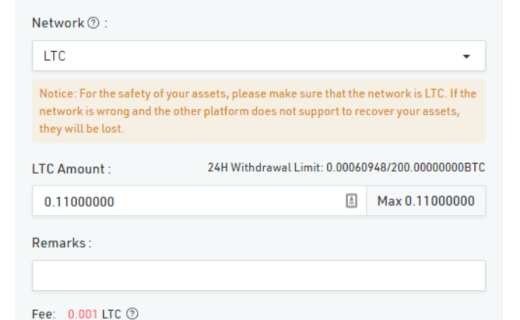 Network ? :
LTC
Notice: For the safety of your assets, please make sure that the network is LTC. If the
network is wrong and the other platform does not support to recover your assets,
they will be lost.
LTC Amount : 24H Withdrawal Limit: 0.00060948/200.00000000BTC
0.11000000 Max 0.11000000
Remarks :
Fee: 0.001 LTC ?